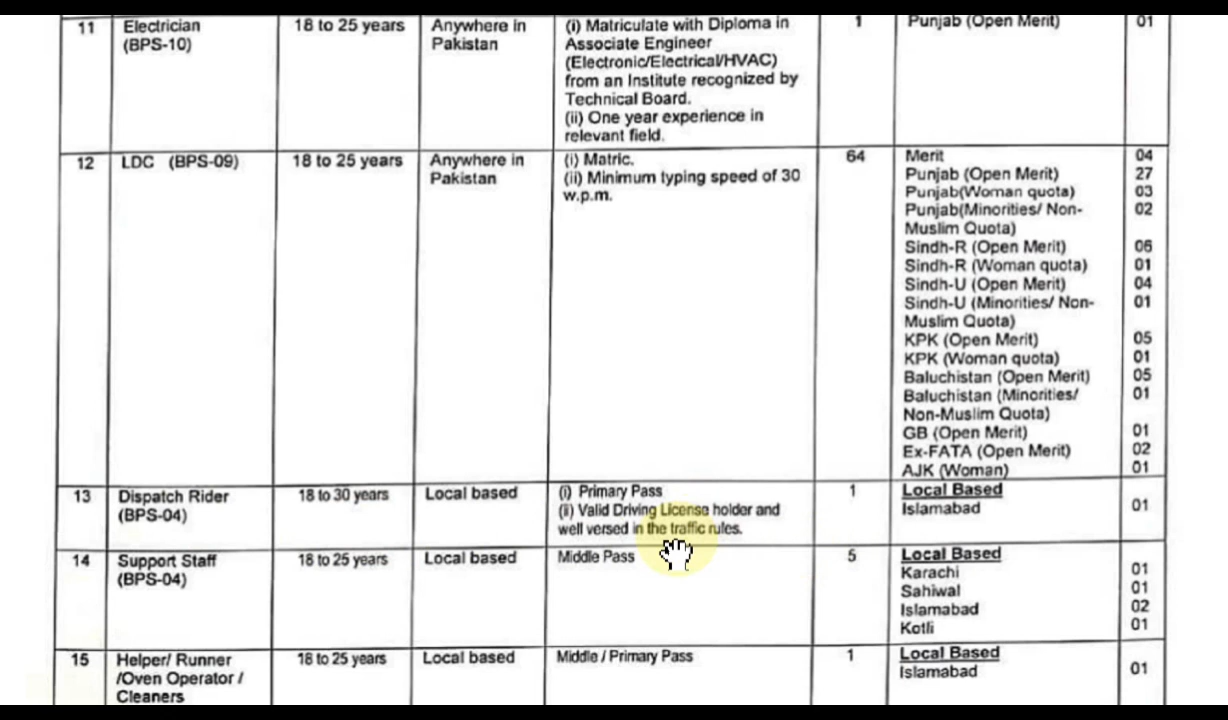 11 Electrician 18 to 25 years Anywhere in (i) Matriculate with Diploma in 1 Punjab (Open Merit) 01
(BPS-10) Pakistan Associate Engineer
(Electronic/Electrical/HVAC)
from an Institute recognized by
Technical Board.
(ii) One year experience in
relevant field.
12 LDC (BPS-09) 18 to 25 years Anywhere in (i) Matric. 64 Merit 04
Pakistan (ii) Minimum typing speed of 30 Punjab (Open Merit) 27
w.p.m. Punjab(Woman quota) 03
Punjab(Minorities/ Non- 02
Muslim Quota)
Sindh-R (Open Merit) 06
Sindh-R (Woman quota) 01
Sindh-U (Open Merit) 04
Sindh-U (Minorities/ Non- 01
Muslim Quota)
KPK (Open Merit) 05
KPK (Woman quota) 01
Baluchistan (Open Merit) 05
Baluchistan (Minorities/ 01
Non-Muslim Quota)
GB (Open Merit) 01
Ex-FATA (Open Merit) 02
AJK (Woman) 01
13 Dispatch Rider 18 to 30 years Local based (i) Primary Pass 1 Local Based
(BPS-04) (ii) Valid Driving License holder and Islamabad 01
well versed in the traffic rules.
14 Support Staff 18 to 25 years Local based Middle Pass 5 Local Based
(BPS-04) Karachi 01
Sahiwal 01
Islamabad 02
Kotli 01
15 Helper/ Runner 18 to 25 years Local based Middle / Primary Pass 1 Local Based
/Oven Operator / Islamabad 01
Cleaners